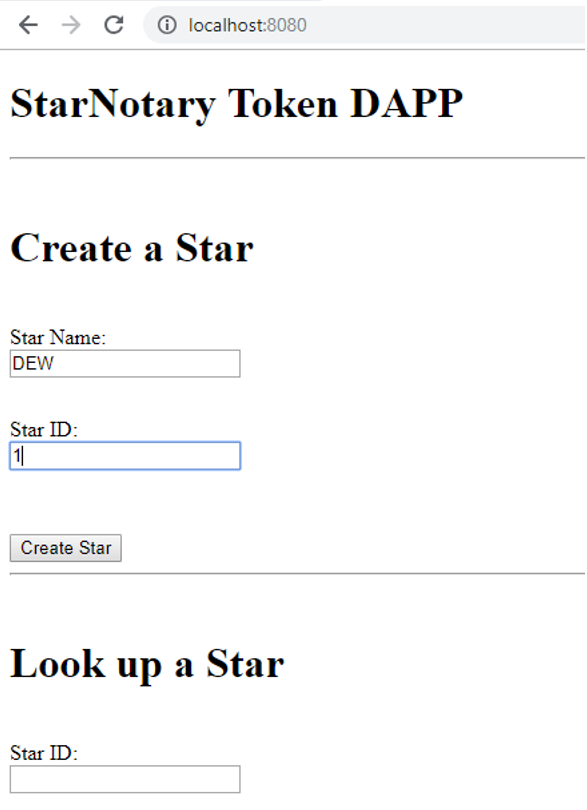 localhost:8080
StarNotary Token DAPP
Create a Star
Star Name:
DEW
Star ID:
1
Create Star
Look up a Star
Star ID: